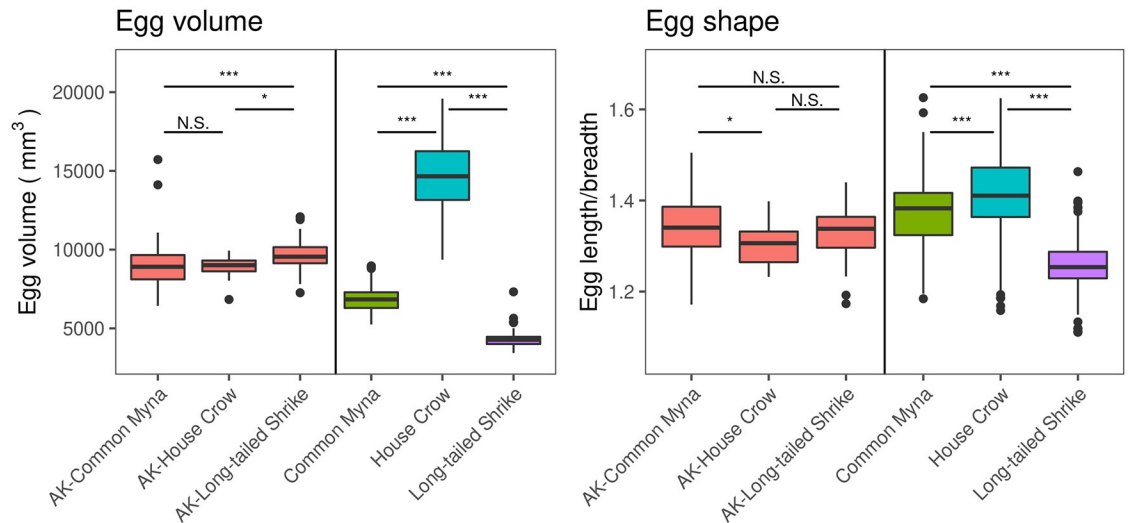 Egg volume
Egg volume ( mm³ )
20000
15000
10000
5000
***
*
N.S.
***
***
***
AK-Common Myna
AK-House Crow
AK-Long-tailed Shrike
Common Myna
House Crow
Long-tailed Shrike
Egg shape
Egg length/breadth
1.6
1.4
1.2
N.S.
N.S.
*
***
***
***
AK-Common Myna
AK-House Crow
AK-Long-tailed Shrike
Common Myna
House Crow
Long-tailed Shrike